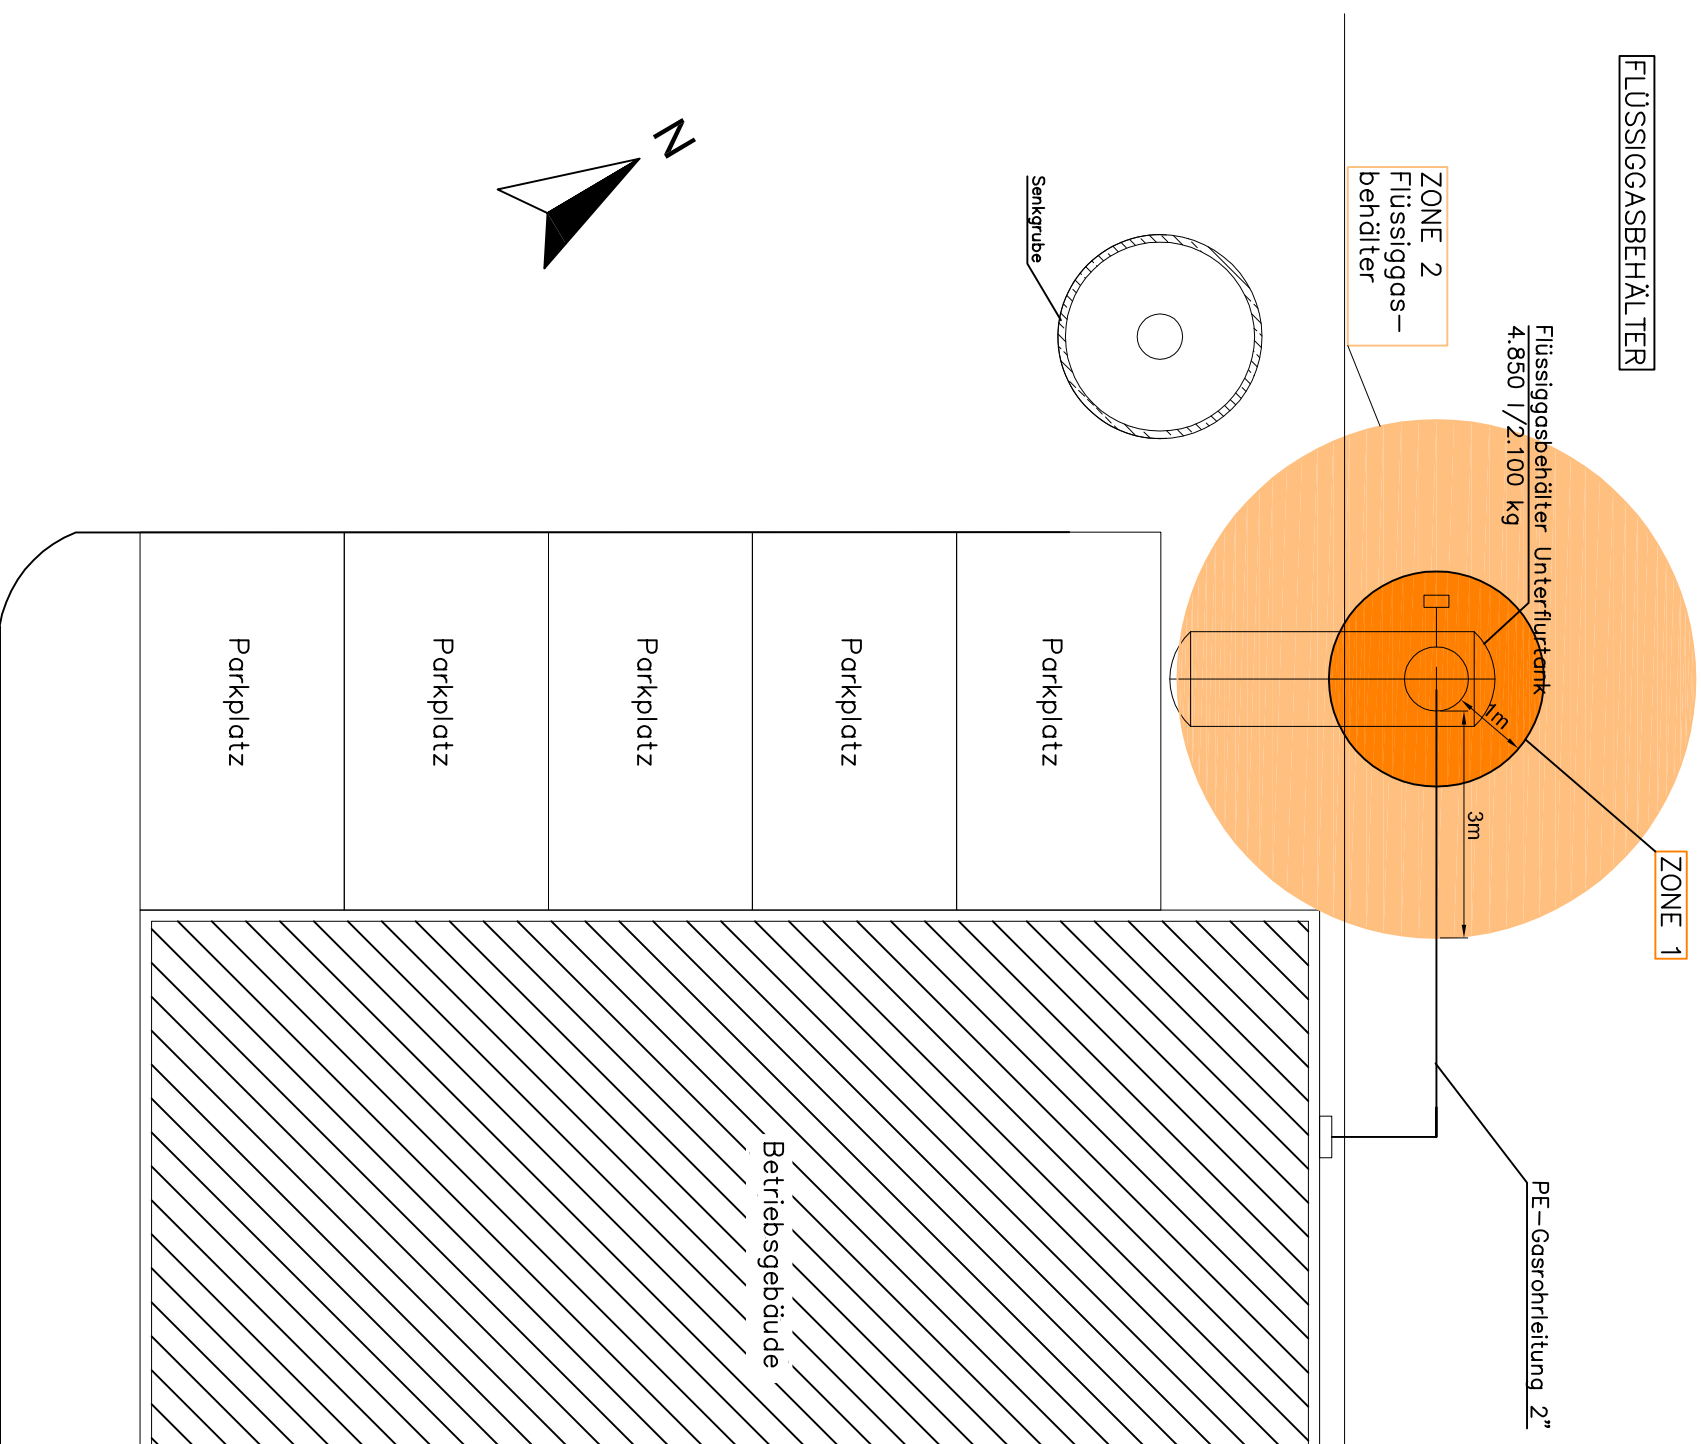 FLÜSSIGGASBEHÄLTER
Flüssiggasbehälter Unterflurtank
4.850 l/2.100 kg
ZONE 2
Flüssiggas-
behälter
ZONE 1
1m
3m
PE-Gasrohrleitung 2"
Senkgrube
N
Parkplatz
Parkplatz
Parkplatz
Parkplatz
Parkplatz
Betriebsgebäude